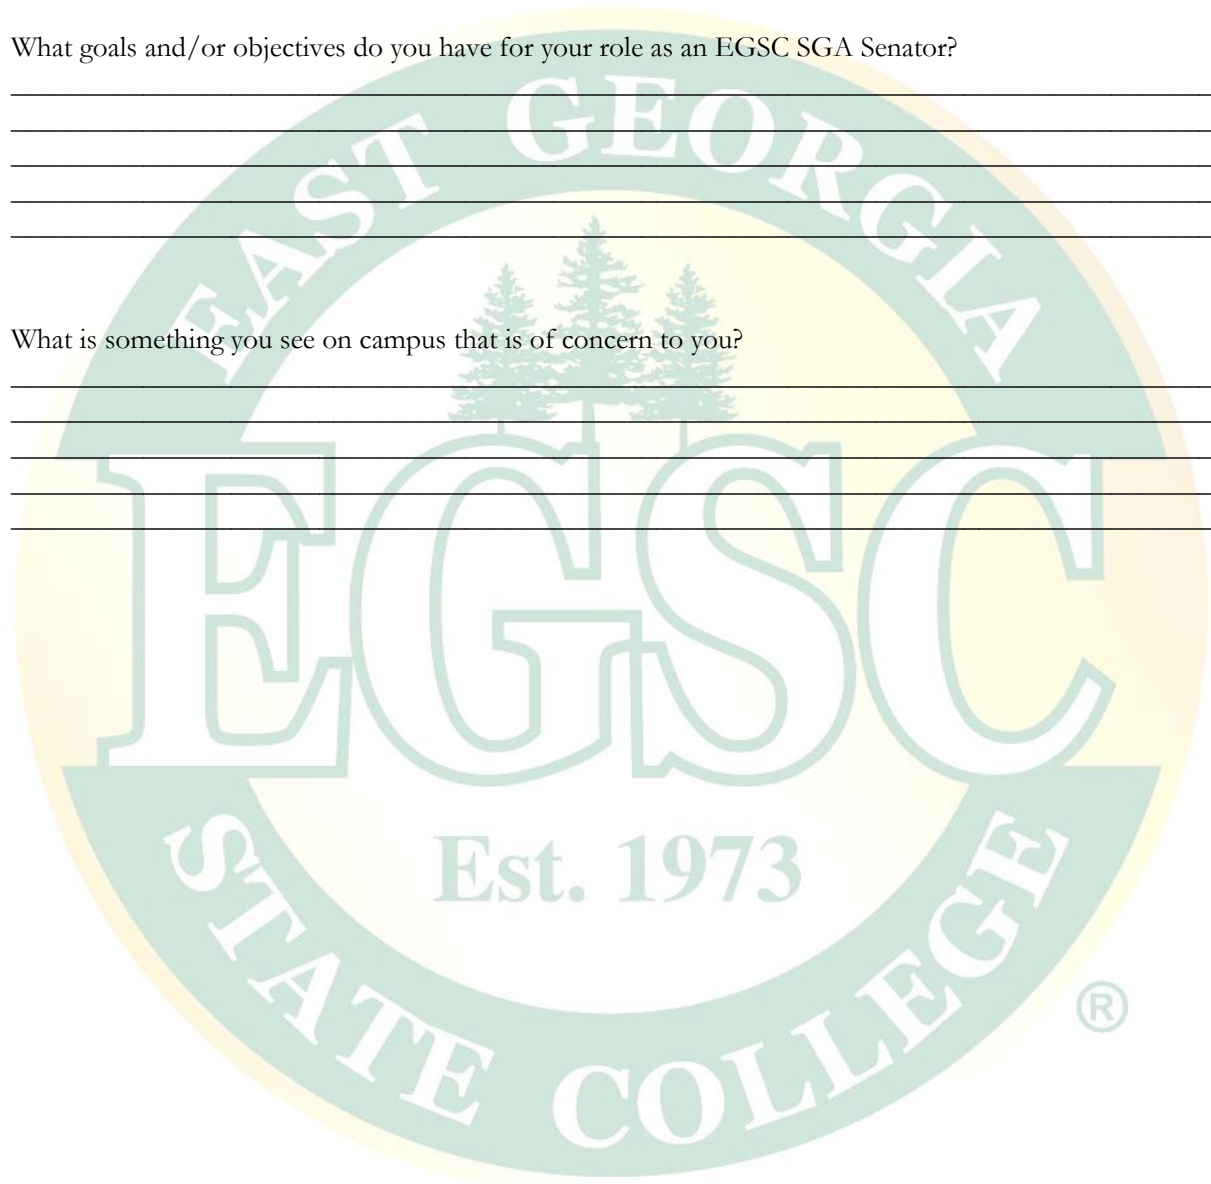 What goals and/or objectives do you have for your role as an EGSC SGA Senator?
What is something you see on campus that is of concern to you?
EAST GEORGIA
EGSC
Est. 1973
STATE COLLEGE
®